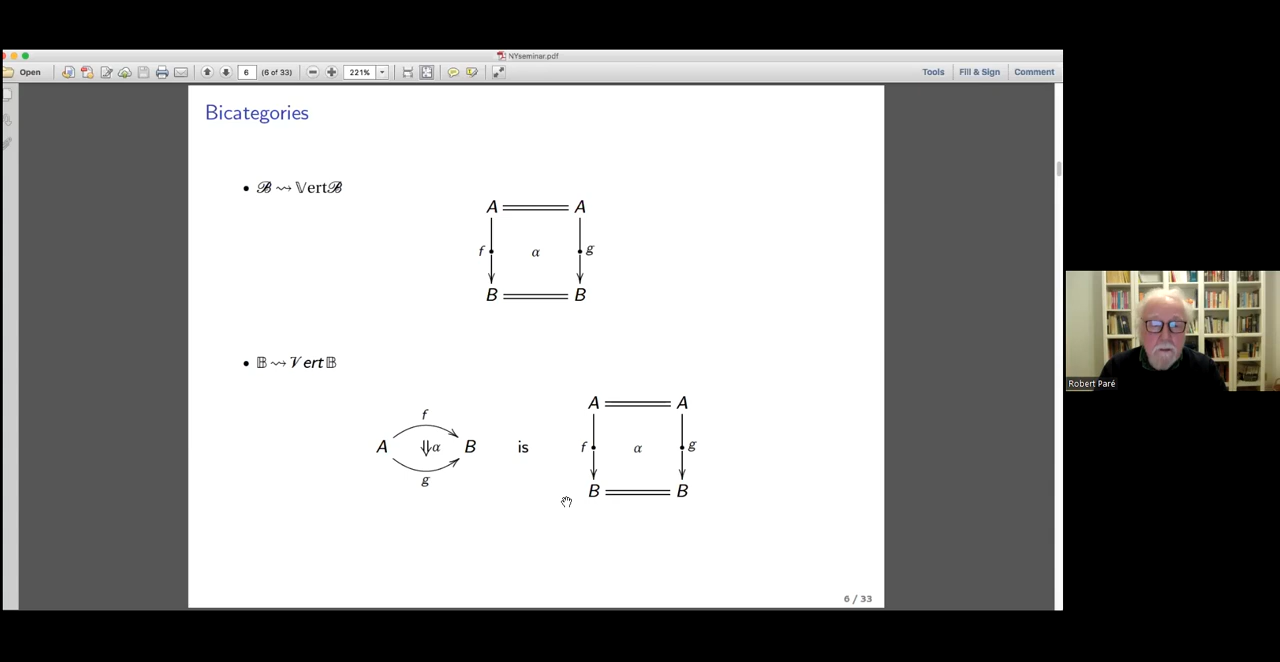 NYseminar.pdf
Open 6 (6 of 33) 221% Tools Fill & Sign Comment
Bicategories
• ℬ ⇝ 𝕍ertℬ
A A
f α g
B B
• 𝔹 ⇝ 𝒱ert𝔹
f
A ⇓α B is
g
A A
f α g
B B
6 / 33
Robert Paré